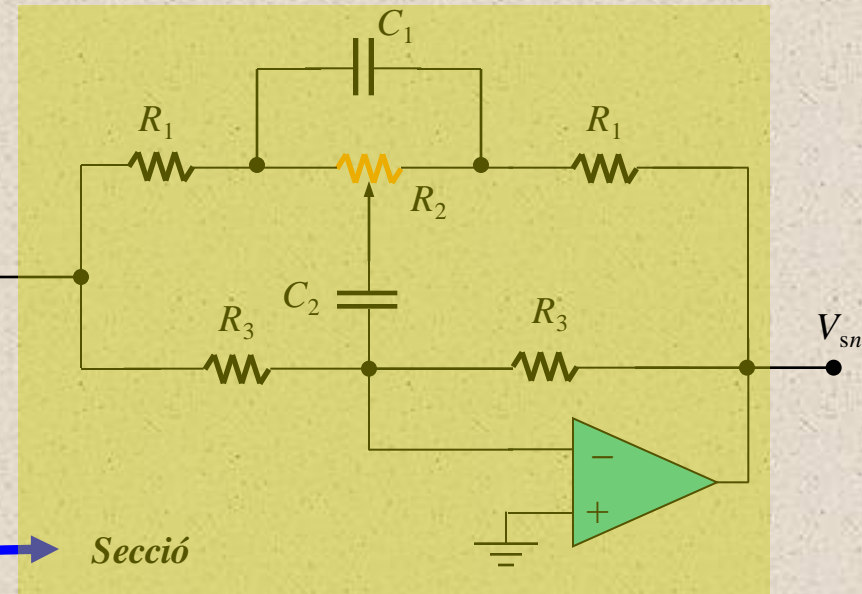 C₁
R₁
R₁
R₂
C₂
R₃
R₃
Vsn
−
+
Secció